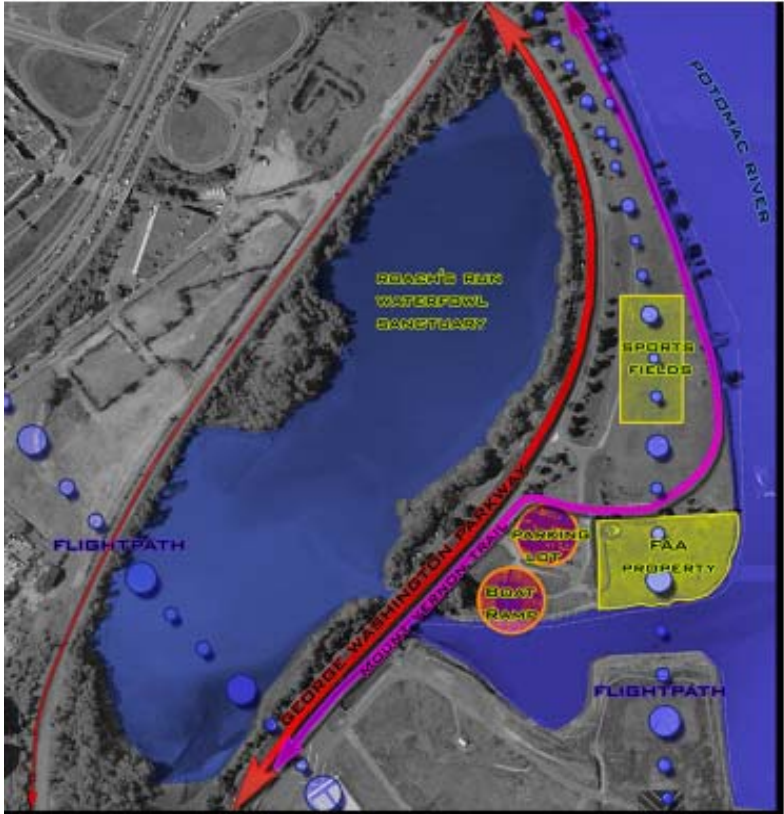 POTOMAC RIVER
ROACH'S RUN
WATERFOWL
SANCTUARY
SPORTS
FIELDS
GEORGE WASHINGTON PARKWAY
MOUNT VERNON TRAIL
PARKING
LOT
FAA
PROPERTY
FLIGHTPATH
BOAT
RAMP
FLIGHTPATH